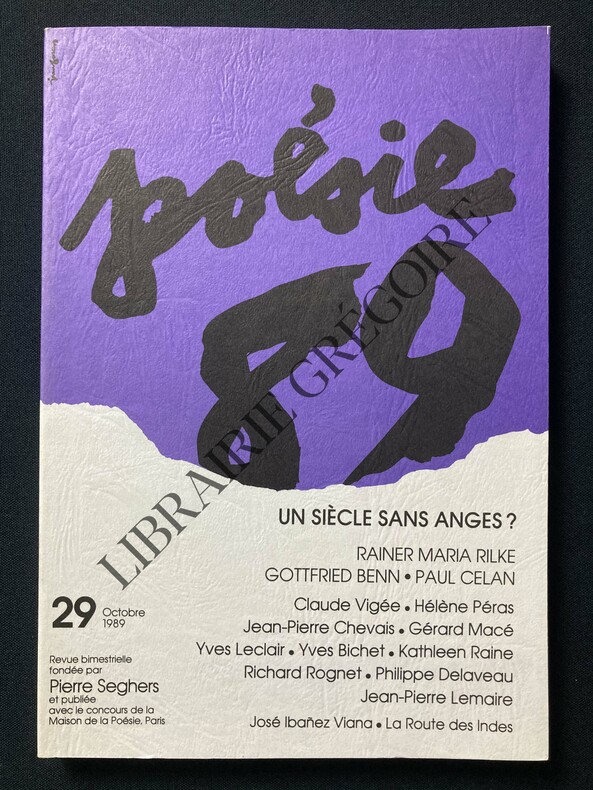 poésie
89
LIBRAIRIE GRÉGOIRE
UN SIÈCLE SANS ANGES ?
RAINER MARIA RILKE
GOTTFRIED BENN • PAUL CELAN
Claude Vigée • Hélène Péras
Jean-Pierre Chevais • Gérard Macé
Yves Leclair • Yves Bichet • Kathleen Raine
Richard Rognet • Philippe Delaveau
Jean-Pierre Lemaire
José Ibañez Viana • La Route des Indes
29 Octobre
1989
Revue bimestrielle
fondée par
Pierre Seghers
et publiée
avec le concours de la
Maison de la Poésie, Paris